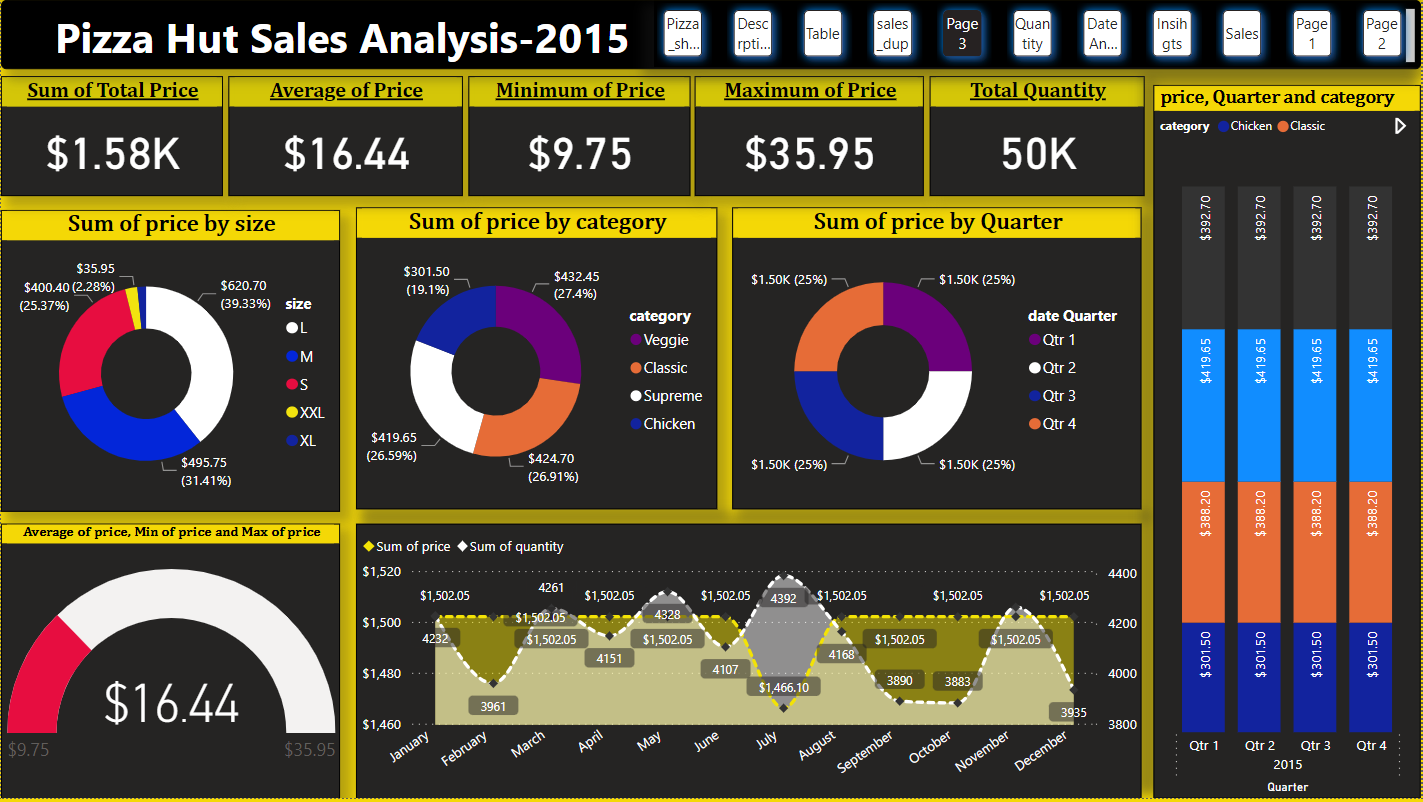 Pizza Hut Sales Analysis-2015
Pizza
_sh...
Desc
rpti...
Table
sales
_dup
Page
3
Quan
tity
Date
An...
Insih
gts
Sales
Page
1
Page
2
Sum of Total Price
$1.58K
Average of Price
$16.44
Minimum of Price
$9.75
Maximum of Price
$35.95
Total Quantity
50K
price, Quarter and category
category Chicken Classic
$392.70 $392.70 $392.70 $392.70
$419.65 $419.65 $419.65 $419.65
$388.20 $388.20 $388.20 $388.20
$301.50 $301.50 $301.50 $301.50
Qtr 1 Qtr 2 Qtr 3 Qtr 4
2015
Quarter
Sum of price by size
$35.95
(2.28%)
$400.40
(25.37%)
$620.70
(39.33%)
$495.75
(31.41%)
size
L
M
S
XXL
XL
Sum of price by category
$301.50
(19.1%)
$432.45
(27.4%)
$419.65
(26.59%)
$424.70
(26.91%)
category
Veggie
Classic
Supreme
Chicken
Sum of price by Quarter
$1.50K (25%)
$1.50K (25%)
$1.50K (25%)
$1.50K (25%)
date Quarter
Qtr 1
Qtr 2
Qtr 3
Qtr 4
Average of price, Min of price and Max of price
$16.44
$9.75
$35.95
Sum of price Sum of quantity
$1,520
$1,500
$1,480
$1,460
4400
4200
4000
3800
$1,502.05
$1,502.05
$1,502.05
$1,502.05
$1,502.05
$1,502.05
$1,466.10
$1,502.05
$1,502.05
$1,502.05
$1,502.05
$1,502.05
4232
3961
4261
4151
4328
4107
4392
4168
3890
3883
3935
January
February
March
April
May
June
July
August
September
October
November
December